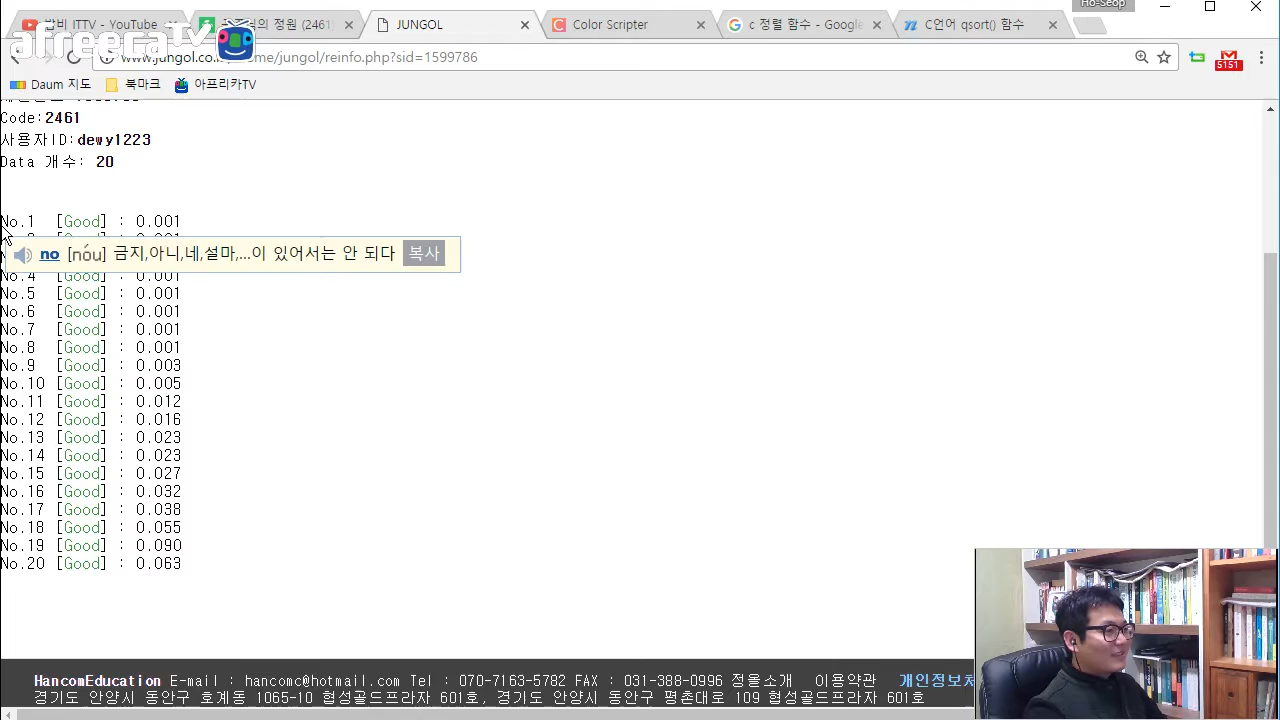 ITTV - YouTube
정원 (2461)
JUNGOL
Color Scripter
c 정렬 함수 - Google
C언어 qsort() 함수
Ho-Seop
afreecaTV
www.jungol.co.
me/jungol/reinfo.php?sid=1599786
5151
Daum 지도
북마크
아프리카TV
Code:2461
사용자ID:dewy1223
Data 개수: 20
No.1 [Good] : 0.001
no [nóu] 금지,아니,네,설마,...이 있어서는 안 되다 복사
No.4 [Good] : 0.001
No.5 [Good] : 0.001
No.6 [Good] : 0.001
No.7 [Good] : 0.001
No.8 [Good] : 0.001
No.9 [Good] : 0.003
No.10 [Good] : 0.005
No.11 [Good] : 0.012
No.12 [Good] : 0.016
No.13 [Good] : 0.023
No.14 [Good] : 0.023
No.15 [Good] : 0.027
No.16 [Good] : 0.032
No.17 [Good] : 0.038
No.18 [Good] : 0.055
No.19 [Good] : 0.090
No.20 [Good] : 0.063
HancomEducation E-mail : hancomc@hotmail.com Tel : 070-7163-5782 FAX : 031-388-0996 정올소개 이용약관 개인정보처
경기도 안양시 동안구 호계동 1065-10 협성골드프라자 601호, 경기도 안양시 동안구 평촌대로 109 협성골드프라자 601호